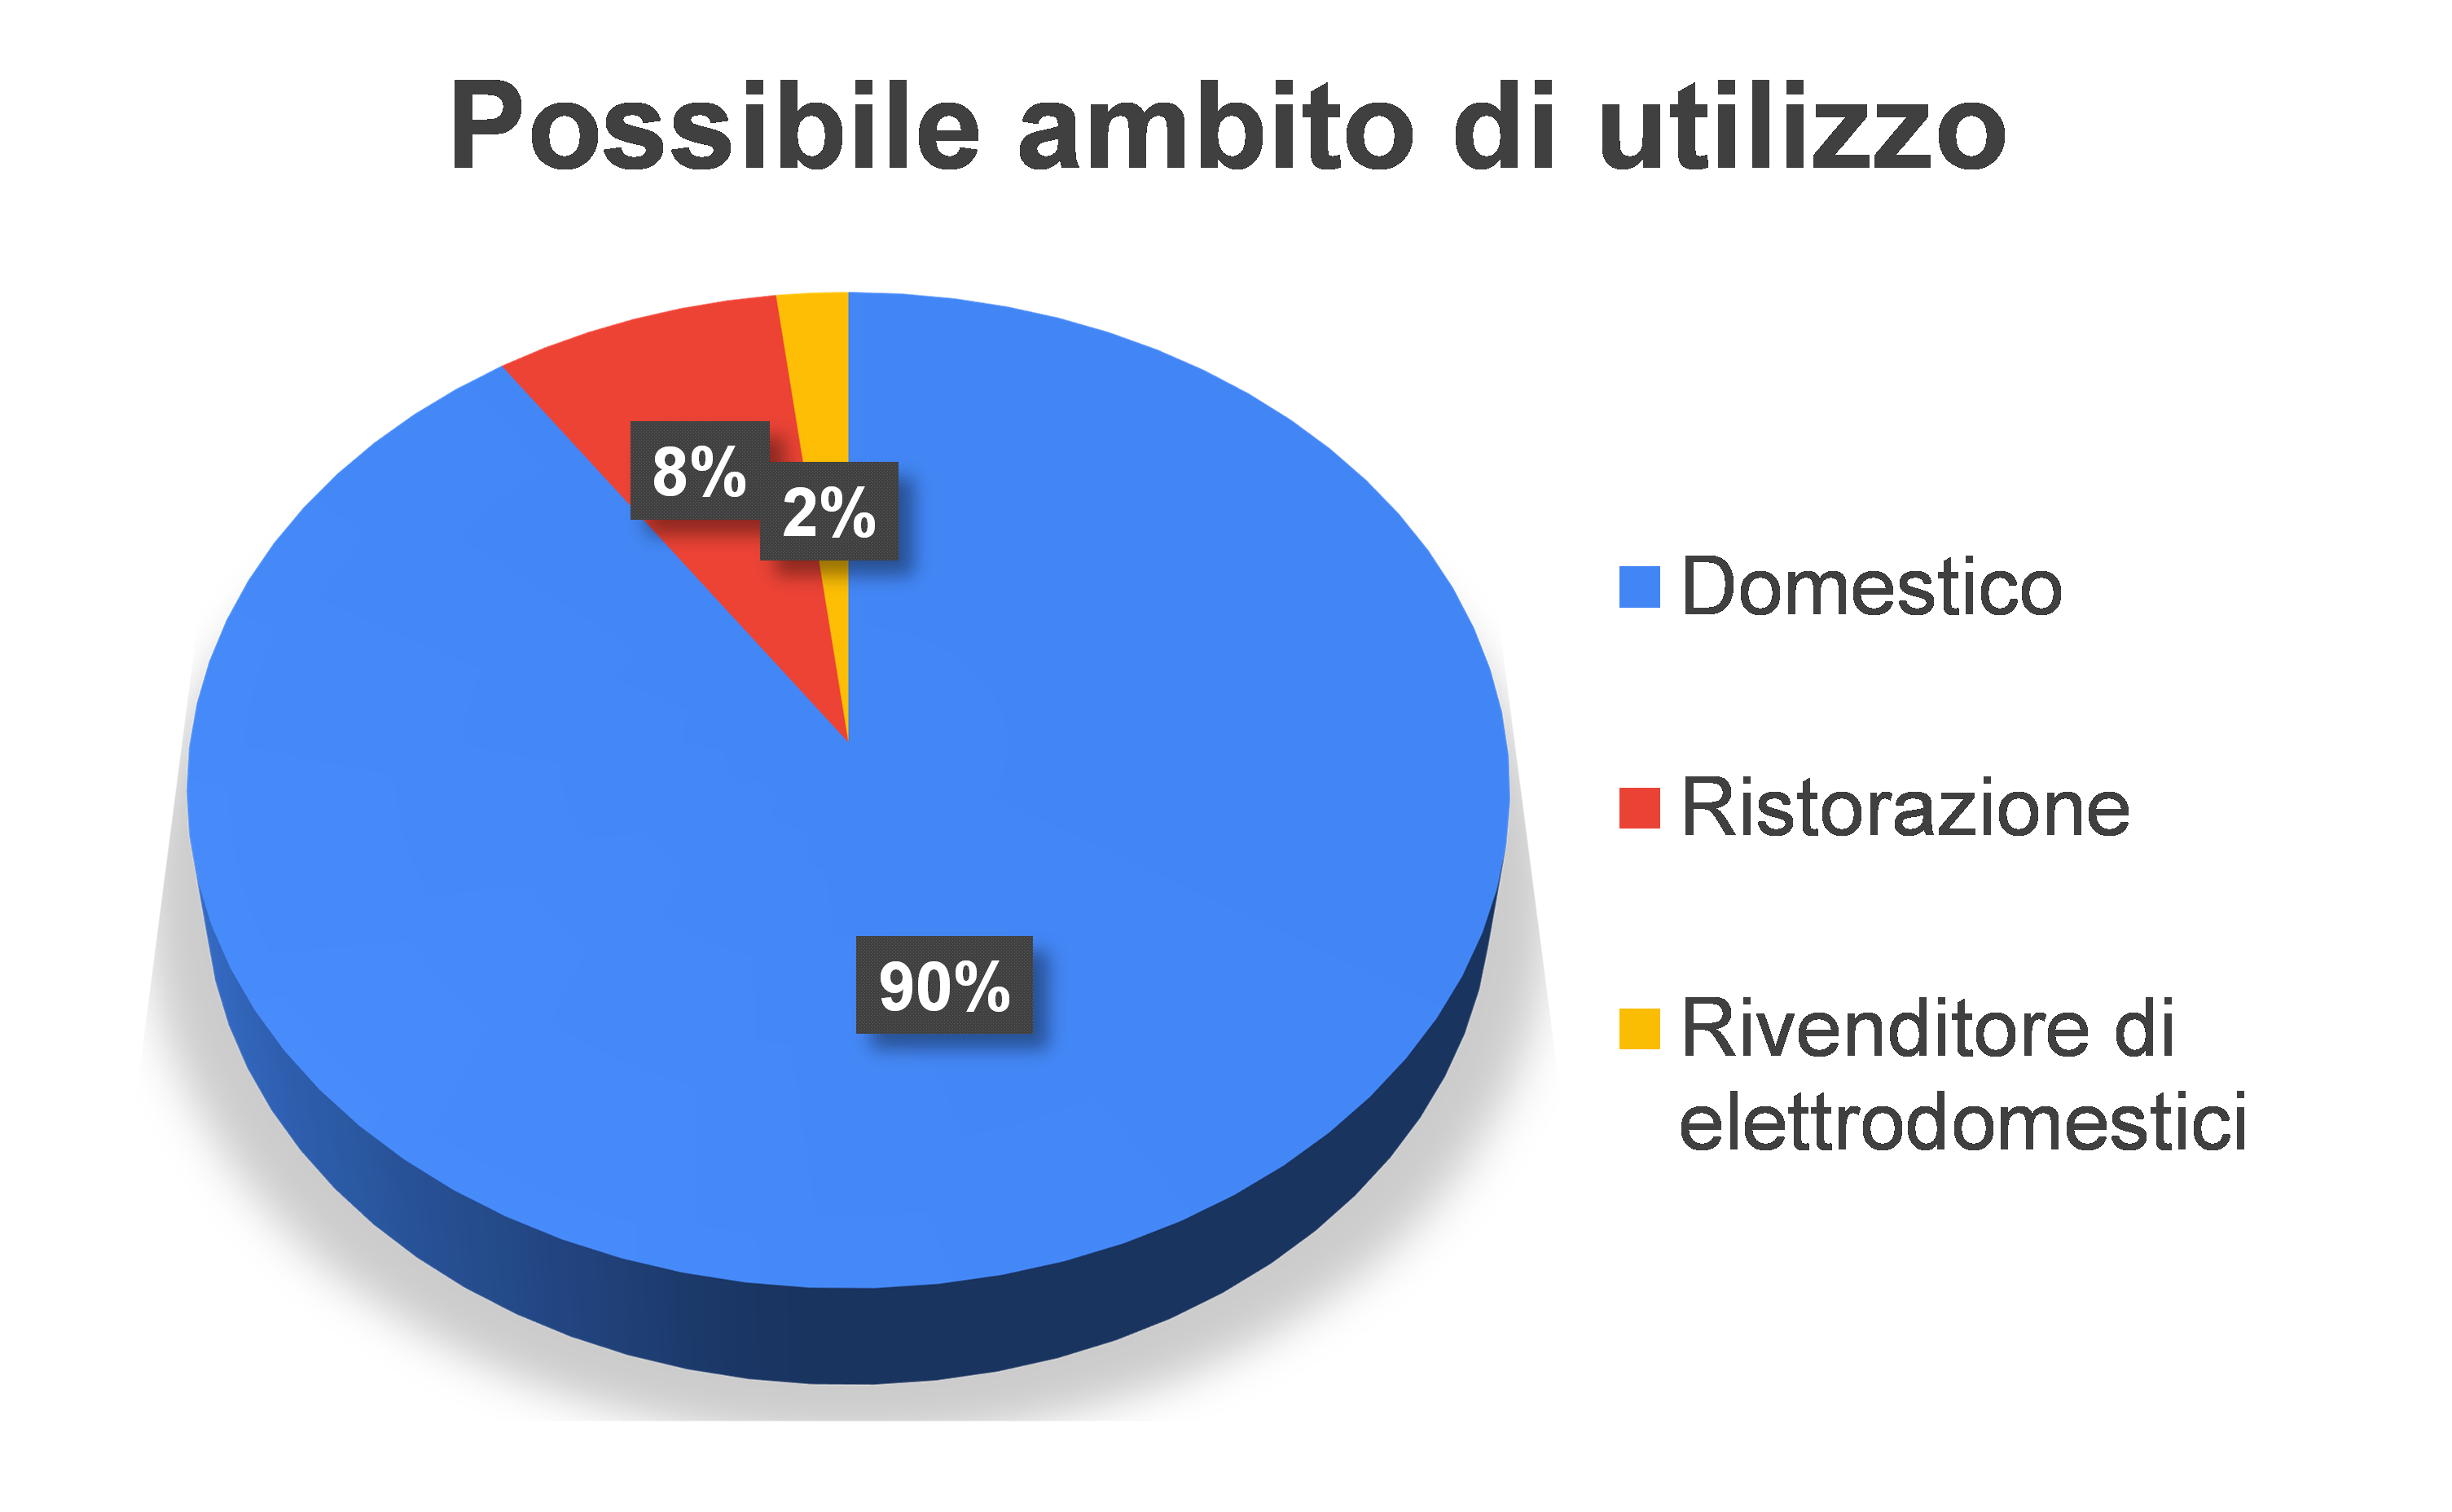 Possibile ambito di utilizzo
8%
2%
90%
Domestico
Ristorazione
Rivenditore di
elettrodomestici